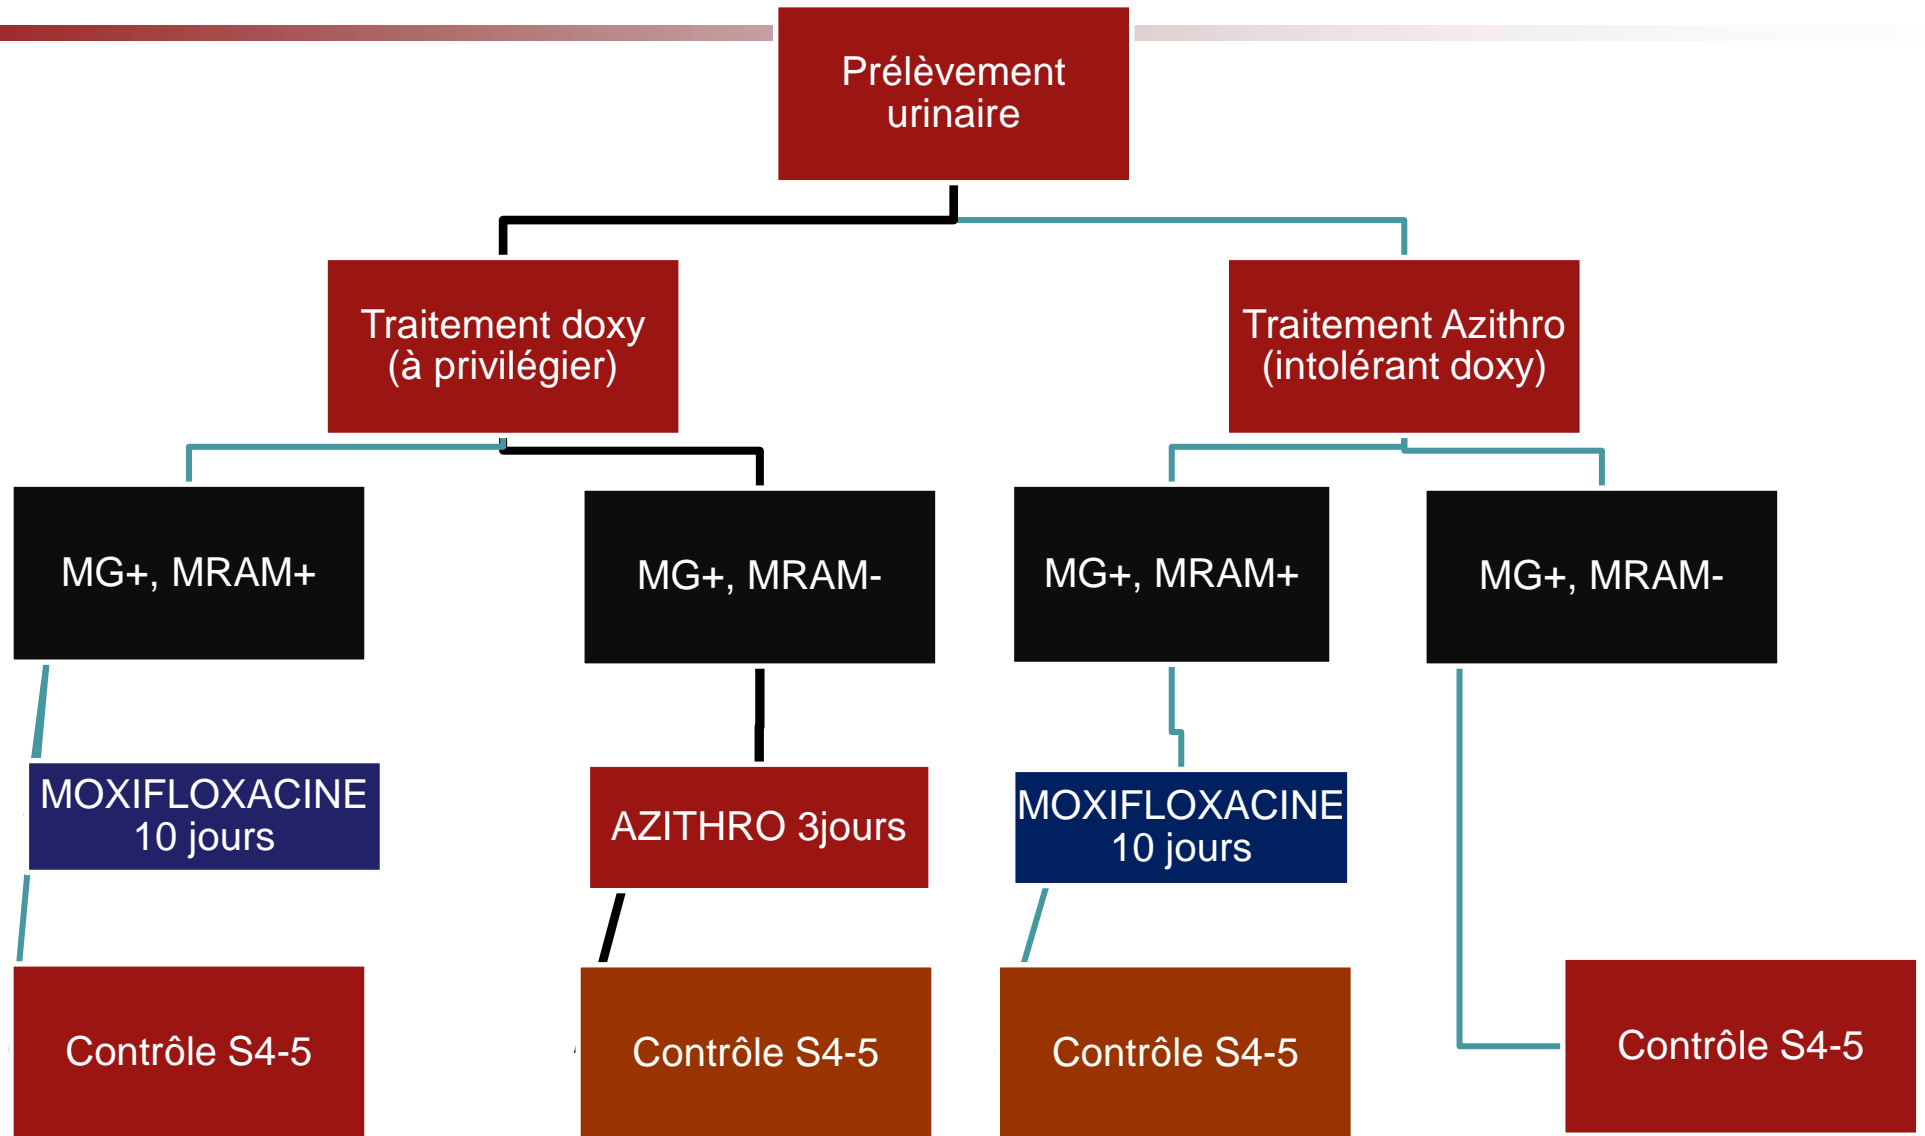 Prélèvement
urinaire
Traitement doxy
(à privilégier)
Traitement Azithro
(intolérant doxy)
MG+, MRAM+
MG+, MRAM-
MG+, MRAM+
MG+, MRAM-
MOXIFLOXACINE
10 jours
AZITHRO 3jours
MOXIFLOXACINE
10 jours
Contrôle S4-5
Contrôle S4-5
Contrôle S4-5
Contrôle S4-5